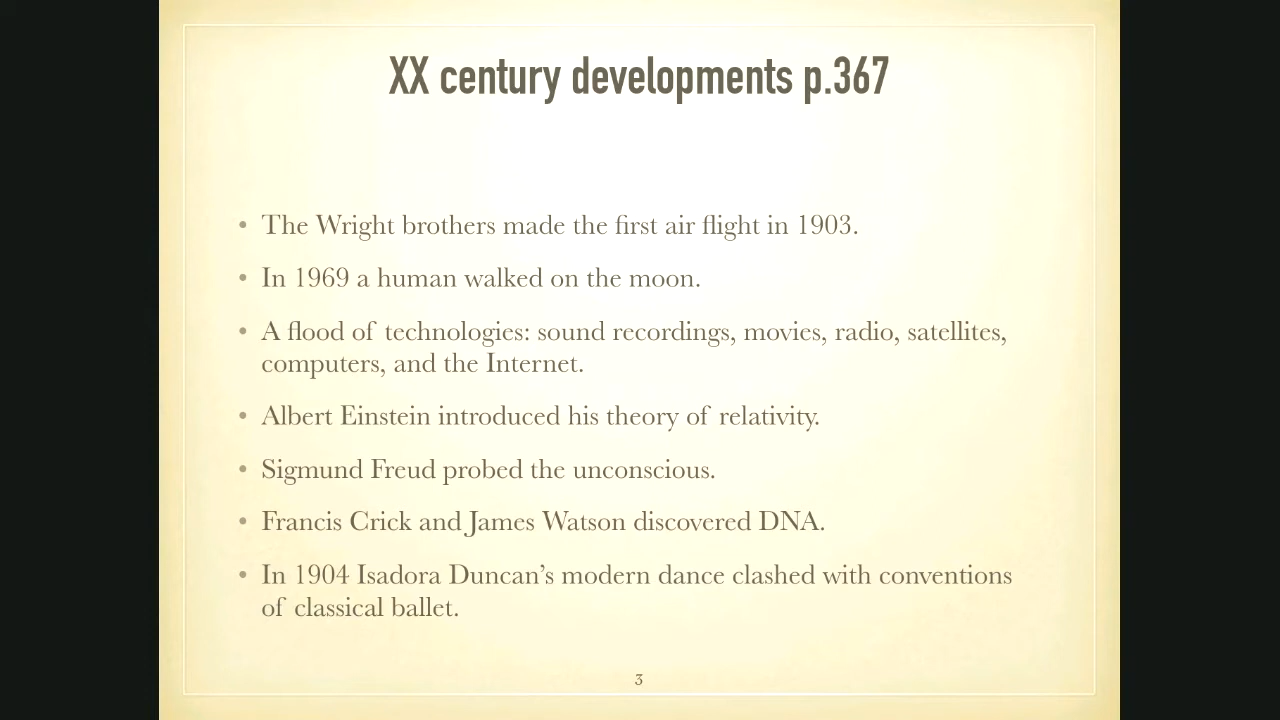 XX century developments p.367
• The Wright brothers made the first air flight in 1903.
• In 1969 a human walked on the moon.
• A flood of technologies: sound recordings, movies, radio, satellites,
computers, and the Internet.
• Albert Einstein introduced his theory of relativity.
• Sigmund Freud probed the unconscious.
• Francis Crick and James Watson discovered DNA.
• In 1904 Isadora Duncan’s modern dance clashed with conventions
of classical ballet.
3